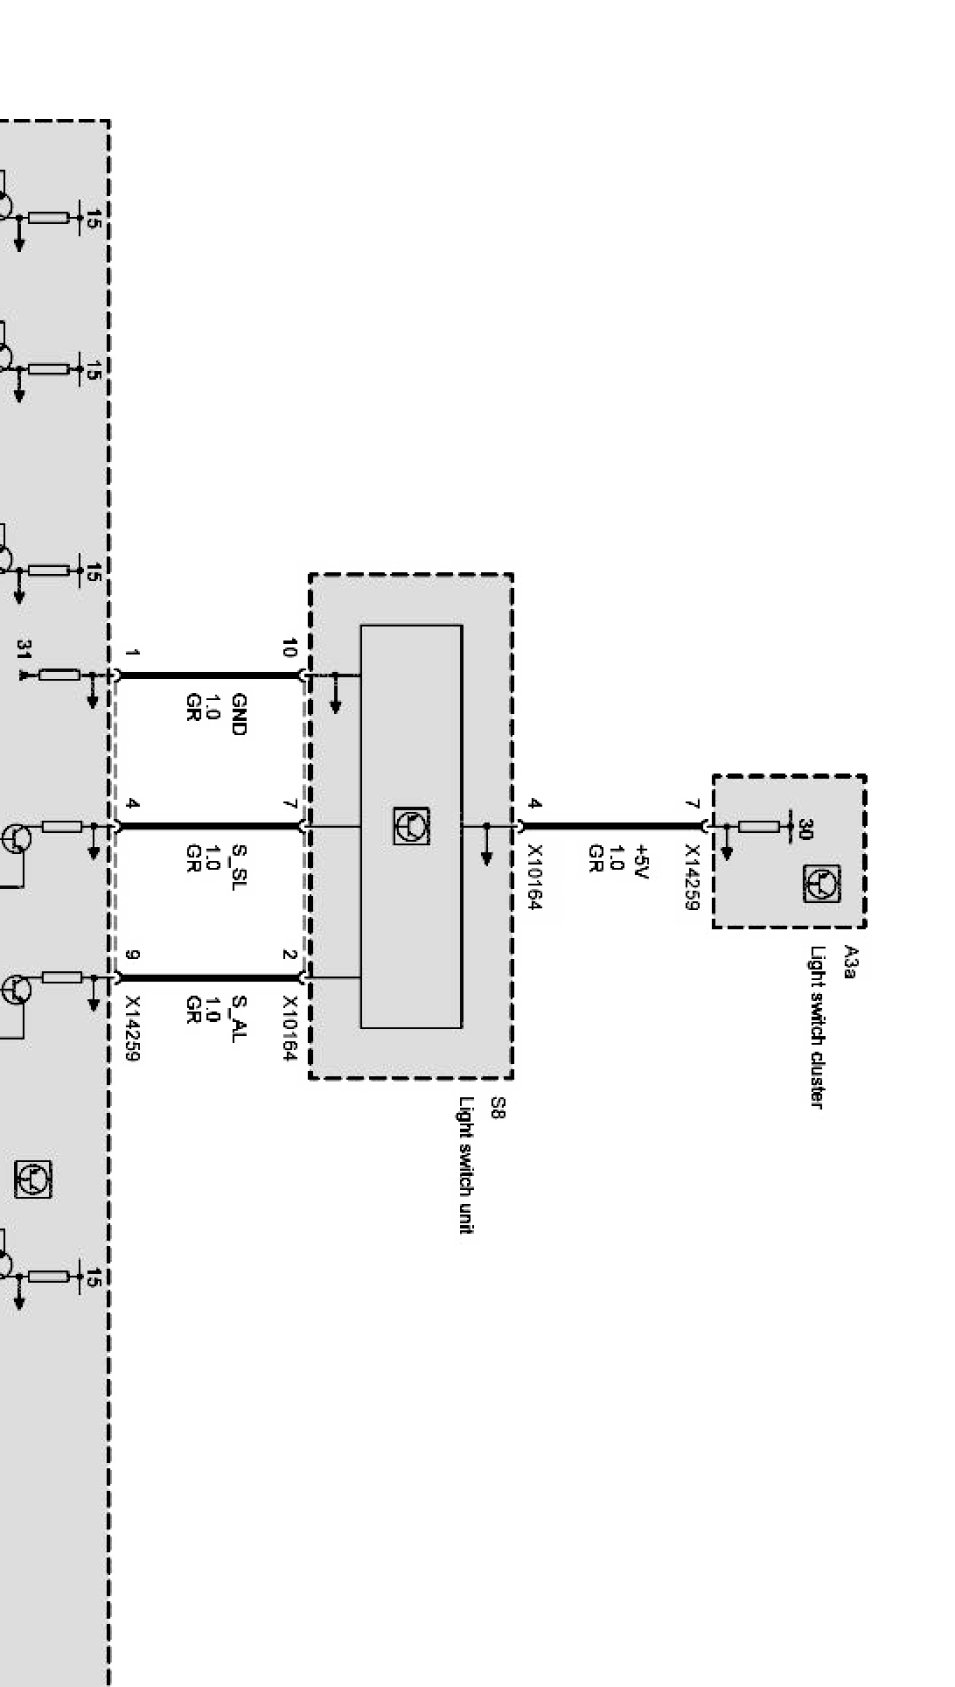 A3a
Light switch cluster
30
7
X14259
+5V
1.0
GR
4
X10164
S8
Light switch unit
10
7
2
X10164
GND
1.0
GR
S_SL
1.0
GR
S_AL
1.0
GR
1
4
9
X14259
15
15
15
15
31